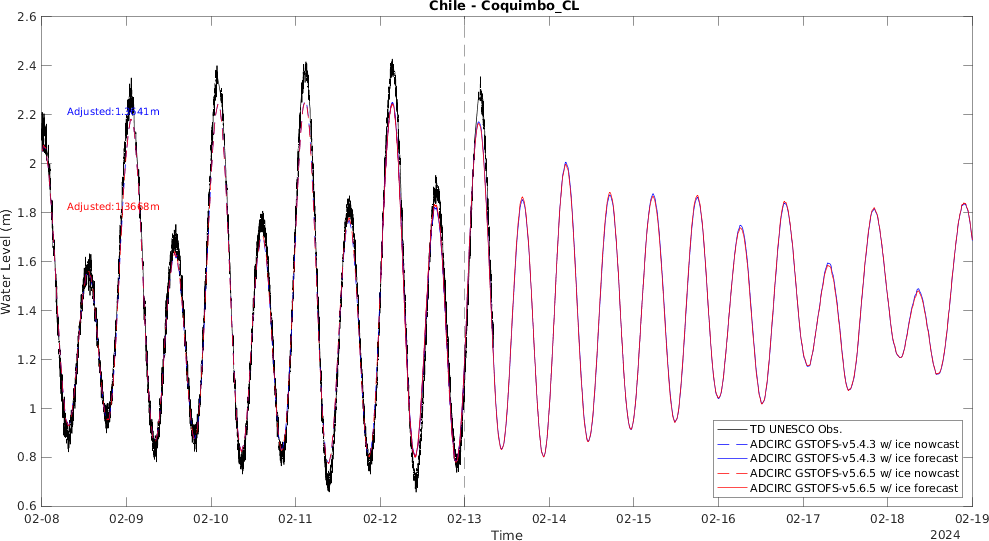 Chile - Coquimbo_CL
2.6
2.4
2.2
2
1.8
1.6
1.4
1.2
1
0.8
0.6
Water Level (m)
Adjusted:1.3641m
Adjusted:1.3668m
TD UNESCO Obs.
ADCIRC GSTOFS-v5.4.3 w/ ice nowcast
ADCIRC GSTOFS-v5.4.3 w/ ice forecast
ADCIRC GSTOFS-v5.6.5 w/ ice nowcast
ADCIRC GSTOFS-v5.6.5 w/ ice forecast
02-08 02-09 02-10 02-11 02-12 02-13 02-14 02-15 02-16 02-17 02-18 02-19
Time
2024